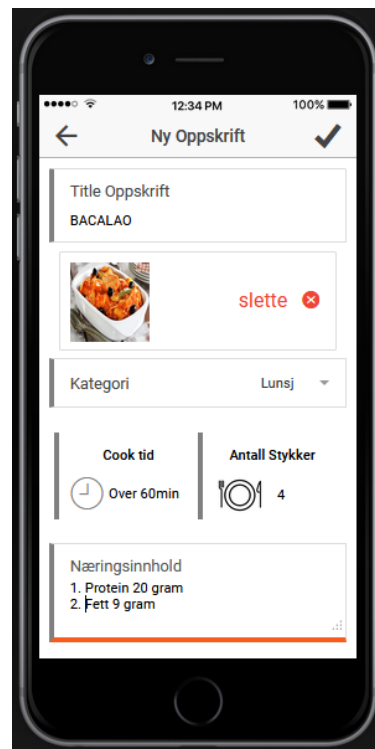 12:34 PM
100%
Ny Oppskrift
Title Oppskrift
BACALAO
slette
Kategori
Lunsj
Cook tid
Antall Stykker
Over 60min
4
Næringsinnhold
1. Protein 20 gram
2. Fett 9 gram